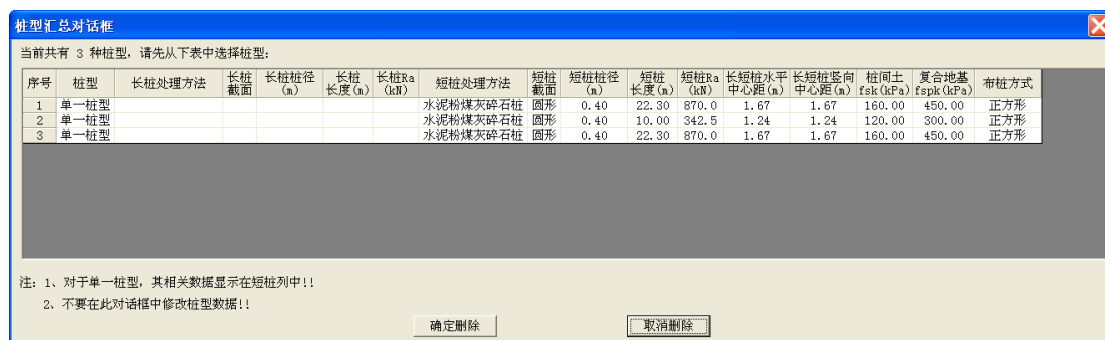 桩型汇总对话框
当前共有 3 种桩型，请先从下表中选择桩型：
序号 桩型 长桩处理方法 长桩截面 长桩桩径(m) 长桩长度(m) 长桩Ra(kN) 短桩处理方法 短桩截面 短桩桩径(m) 短桩长度(m) 短桩Ra(kN) 长短桩水平中心距(m) 长短桩竖向中心距(m) 桩间土fsk(kPa) 复合地基fspk(kPa) 布桩方式
1 单一桩型 水泥粉煤灰碎石桩 圆形 0.40 22.30 870.0 1.67 1.67 160.00 450.00 正方形
2 单一桩型 水泥粉煤灰碎石桩 圆形 0.40 10.00 342.5 1.24 1.24 120.00 300.00 正方形
3 单一桩型 水泥粉煤灰碎石桩 圆形 0.40 22.30 870.0 1.67 1.67 160.00 450.00 正方形
注：1、对于单一桩型，其相关数据显示在短桩列中!!
2、不要在此对话框中修改桩型数据!!
确定删除 取消删除